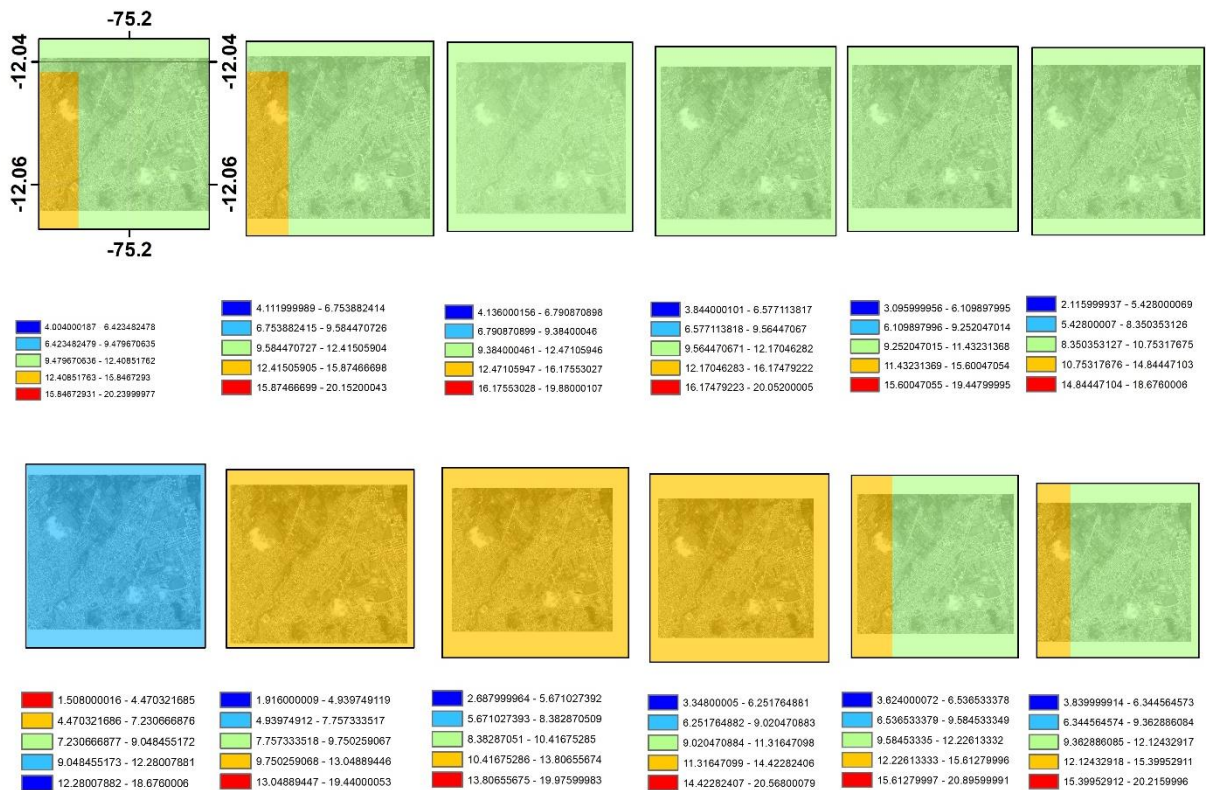 -75.2
-12.04
-12.04
-12.06
-12.06
-75.2
4.004000187 - 6.423482478
6.423482479 - 9.479670635
9.479670636 - 12.40851762
12.40851763 - 15.8467293
15.84672931 - 20.23999977
4.111999989 - 6.753882414
6.753882415 - 9.584470726
9.584470727 - 12.41505904
12.41505905 - 15.87466698
15.87466699 - 20.15200043
4.136000156 - 6.790870898
6.790870899 - 9.38400046
9.384000461 - 12.47105946
12.47105947 - 16.17553027
16.17553028 - 19.88000107
3.844000101 - 6.577113817
6.577113818 - 9.56447067
9.564470671 - 12.17046282
12.17046283 - 16.17479222
16.17479223 - 20.05200005
3.095999956 - 6.109897995
6.109897996 - 9.252047014
9.252047015 - 11.43231368
11.43231369 - 15.60047054
15.60047055 - 19.44799995
2.115999937 - 5.428000069
5.42800007 - 8.350353126
8.350353127 - 10.75317675
10.75317676 - 14.84447103
14.84447104 - 18.6760006
1.508000016 - 4.470321685
4.470321686 - 7.230666876
7.230666877 - 9.048455172
9.048455173 - 12.28007881
12.28007882 - 18.6760006
1.916000009 - 4.939749119
4.93974912 - 7.757333517
7.757333518 - 9.750259067
9.750259068 - 13.04889446
13.04889447 - 19.44000053
2.687999964 - 5.671027392
5.671027393 - 8.382870509
8.38287051 - 10.41675285
10.41675286 - 13.80655674
13.80655675 - 19.97599983
3.34800005 - 6.251764881
6.251764882 - 9.020470883
9.020470884 - 11.31647098
11.31647099 - 14.42282406
14.42282407 - 20.56800079
3.624000072 - 6.536533378
6.536533379 - 9.584533349
9.58453335 - 12.22613332
12.22613333 - 15.61279996
15.61279997 - 20.89599991
3.839999914 - 6.344564573
6.344564574 - 9.362886084
9.362886085 - 12.12432917
12.12432918 - 15.39952911
15.39952912 - 20.2159996